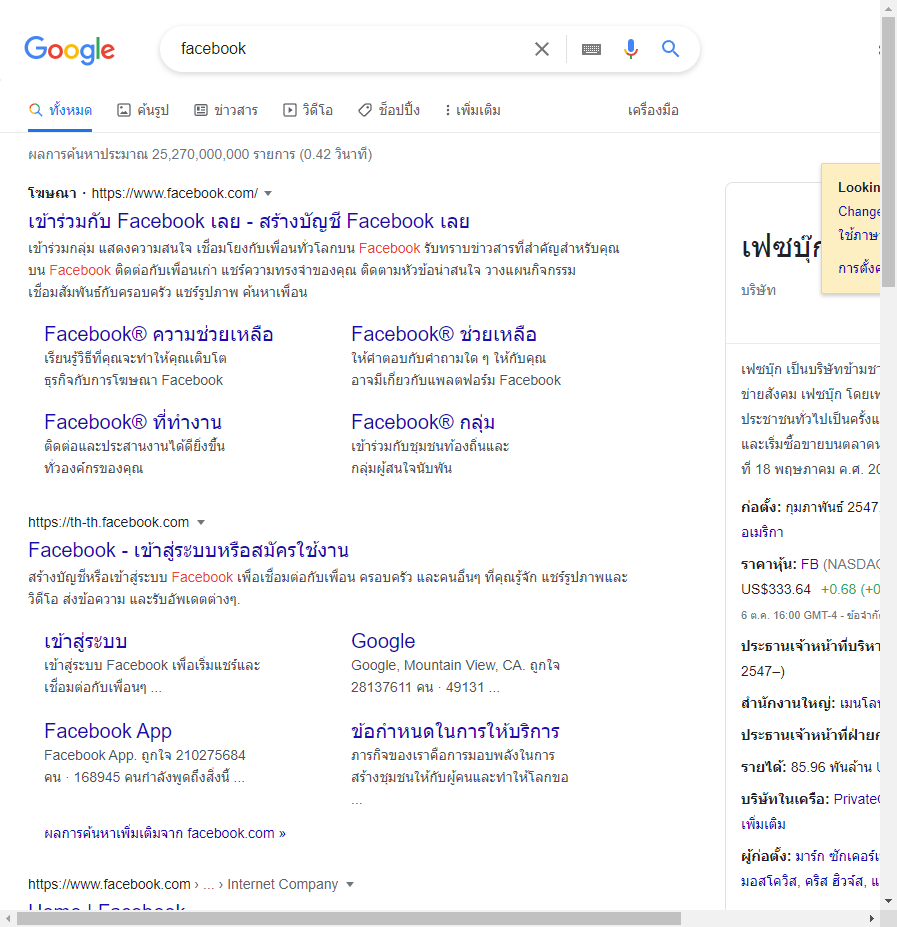 Google
facebook
ทั้งหมด
ค้นรูป
ข่าวสาร
วิดีโอ
ช็อปปิ้ง
เพิ่มเติม
เครื่องมือ
ผลการค้นหาประมาณ 25,270,000,000 รายการ (0.42 วินาที)
โฆษณา · https://www.facebook.com/
เข้าร่วมกับ Facebook เลย - สร้างบัญชี Facebook เลย
เข้าร่วมกลุ่ม แสดงความสนใจ เชื่อมโยงกับเพื่อนทั่วโลกบน Facebook รับทราบข่าวสารที่สำคัญสำหรับคุณ
บน Facebook ติดต่อกับเพื่อนเก่า แชร์ความทรงจำของคุณ ติดตามหัวข้อน่าสนใจ วางแผนกิจกรรม
เชื่อมสัมพันธ์กับครอบครัว แชร์รูปภาพ ค้นหาเพื่อน
Facebook® ความช่วยเหลือ
เรียนรู้วิธีที่คุณจะทำให้คุณเติบโต
ธุรกิจกับการโฆษณา Facebook
Facebook® ช่วยเหลือ
ให้คำตอบกับคำถามใด ๆ ให้กับคุณ
อาจมีเกี่ยวกับแพลตฟอร์ม Facebook
Facebook® ที่ทำงาน
ติดต่อและประสานงานได้ดียิ่งขึ้น
ทั่วองค์กรของคุณ
Facebook® กลุ่ม
เข้าร่วมกับชุมชนท้องถิ่นและ
กลุ่มผู้สนใจนับพัน
https://th-th.facebook.com
Facebook - เข้าสู่ระบบหรือสมัครใช้งาน
สร้างบัญชีหรือเข้าสู่ระบบ Facebook เพื่อเชื่อมต่อกับเพื่อน ครอบครัว และคนอื่นๆ ที่คุณรู้จัก แชร์รูปภาพและ
วิดีโอ ส่งข้อความ และรับอัพเดตต่างๆ.
เข้าสู่ระบบ
เข้าสู่ระบบ Facebook เพื่อเริ่มแชร์และ
เชื่อมต่อกับเพื่อนๆ ...
Google
Google, Mountain View, CA. ถูกใจ
28137611 คน · 49131 ...
Facebook App
Facebook App. ถูกใจ 210275684
คน · 168945 คนกำลังพูดถึงสิ่งนี้ ...
ข้อกำหนดในการให้บริการ
ภารกิจของเราคือการมอบพลังในการ
สร้างชุมชนให้กับผู้คนและทำให้โลกขอ
...
ผลการค้นหาเพิ่มเติมจาก facebook.com »
https://www.facebook.com › ... › Internet Company
Home | Facebook
เฟซบุ๊ก
บริษัท
Lookin
Change
ใช้ภาษ
การตั้งค
เฟซบุ๊ก เป็นบริษัทข้ามชา
ข่ายสังคม เฟซบุ๊ก โดยเฟ
ประชาชนทั่วไปเป็นครั้งแ
และเริ่มซื้อขายบนตลาดห
ที่ 18 พฤษภาคม ค.ศ. 20
ก่อตั้ง: กุมภาพันธ์ 2547,
อเมริกา
ราคาหุ้น: FB (NASDAQ
US$333.64 +0.68 (+0
6 ต.ค. 16:00 GMT-4 - ข้อจำกั
ประธานเจ้าหน้าที่บริหา
2547–)
สำนักงานใหญ่: เมนโลพ
ประธานเจ้าหน้าที่ฝ่ายก
รายได้: 85.96 พันล้าน U
บริษัทในเครือ: PrivateC
เพิ่มเติม
ผู้ก่อตั้ง: มาร์ก ซักเคอร์เ
มอสโควิส, คริส ฮิวจ์ส, แ